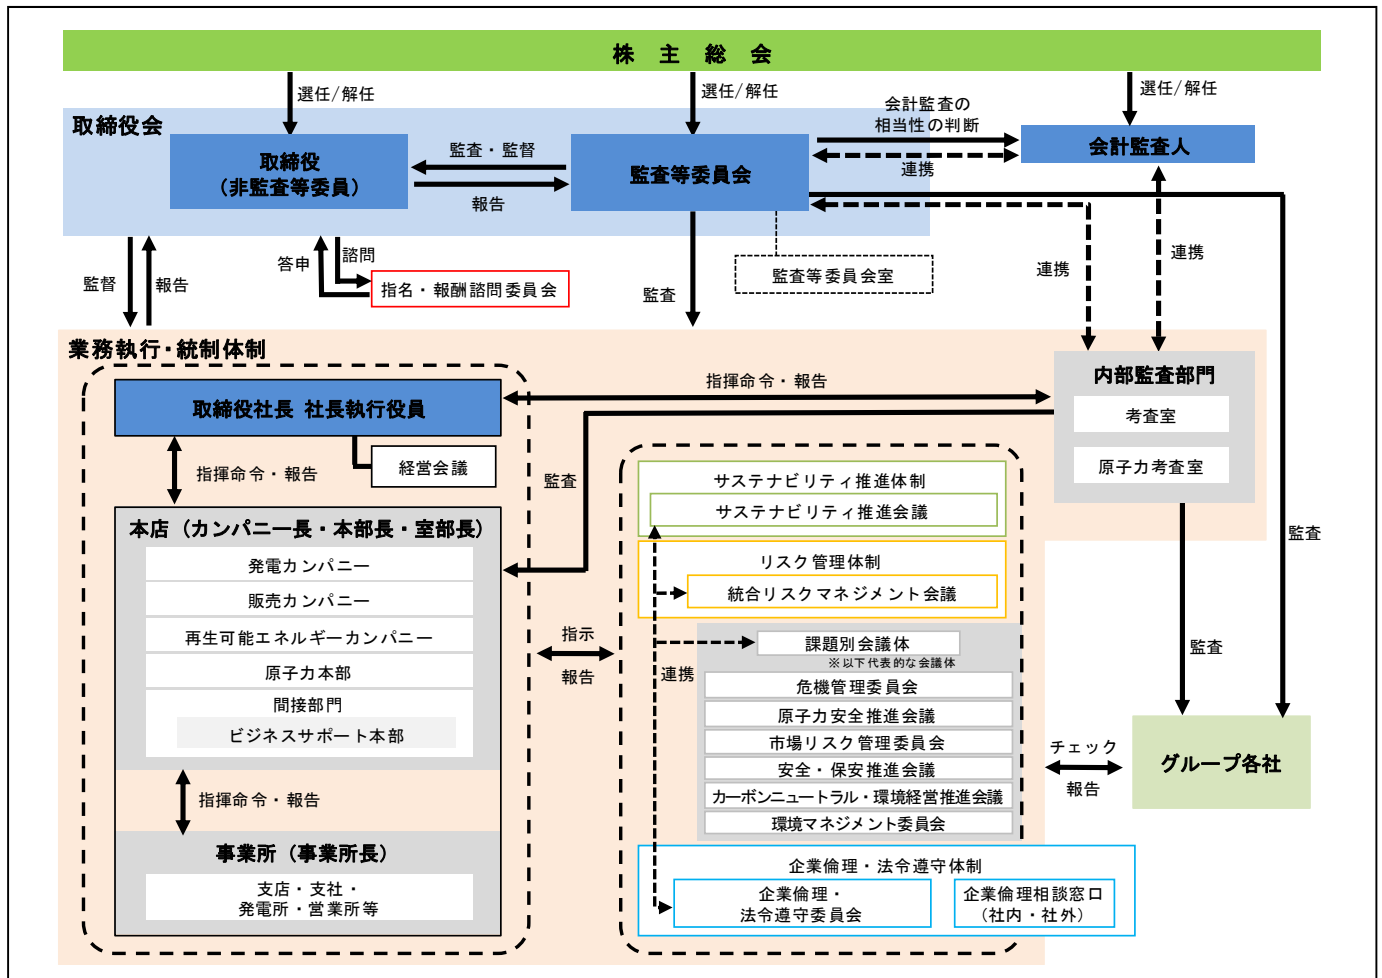 株 主 総 会
選任/解任
選任/解任
選任/解任
取締役会
会計監査の
相当性の判断
取締役
（非監査等委員）
監査・監督
報告
監査等委員会
会計監査人
連携
監督
報告
答申
諮問
指名・報酬諮問委員会
監査
監査等委員会室
連携
連携
業務執行・統制体制
取締役社長 社長執行役員
指揮命令・報告
内部監査部門
考査室
原子力考査室
経営会議
指揮命令・報告
監査
本店（カンパニー長・本部長・室部長）
発電カンパニー
販売カンパニー
再生可能エネルギーカンパニー
原子力本部
間接部門
ビジネスサポート本部
指揮命令・報告
事業所（事業所長）
支店・支社・
発電所・営業所等
指示
報告
サステナビリティ推進体制
サステナビリティ推進会議
リスク管理体制
統合リスクマネジメント会議
連携
課題別会議体
※以下代表的な会議体
危機管理委員会
原子力安全推進会議
市場リスク管理委員会
安全・保安推進会議
カーボンニュートラル・環境経営推進会議
環境マネジメント委員会
企業倫理・法令遵守体制
企業倫理・
法令遵守委員会
企業倫理相談窓口
（社内・社外）
監査
監査
チェック
報告
グループ各社